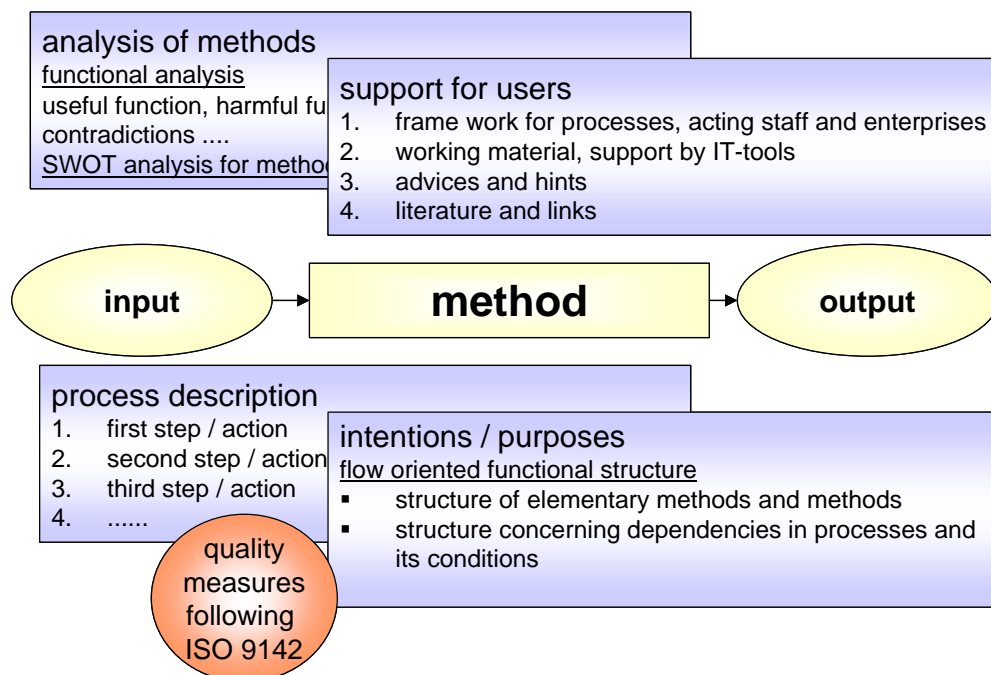 analysis of methods
functional analysis
useful function, harmful fu
contradictions ....
SWOT analysis for method
support for users
1. frame work for processes, acting staff and enterprises
2. working material, support by IT-tools
3. advices and hints
4. literature and links
input
method
output
process description
1. first step / action
2. second step / action
3. third step / action
4. ......
intentions / purposes
flow oriented functional structure
▪ structure of elementary methods and methods
▪ structure concerning dependencies in processes and
its conditions
quality
measures
following
ISO 9142